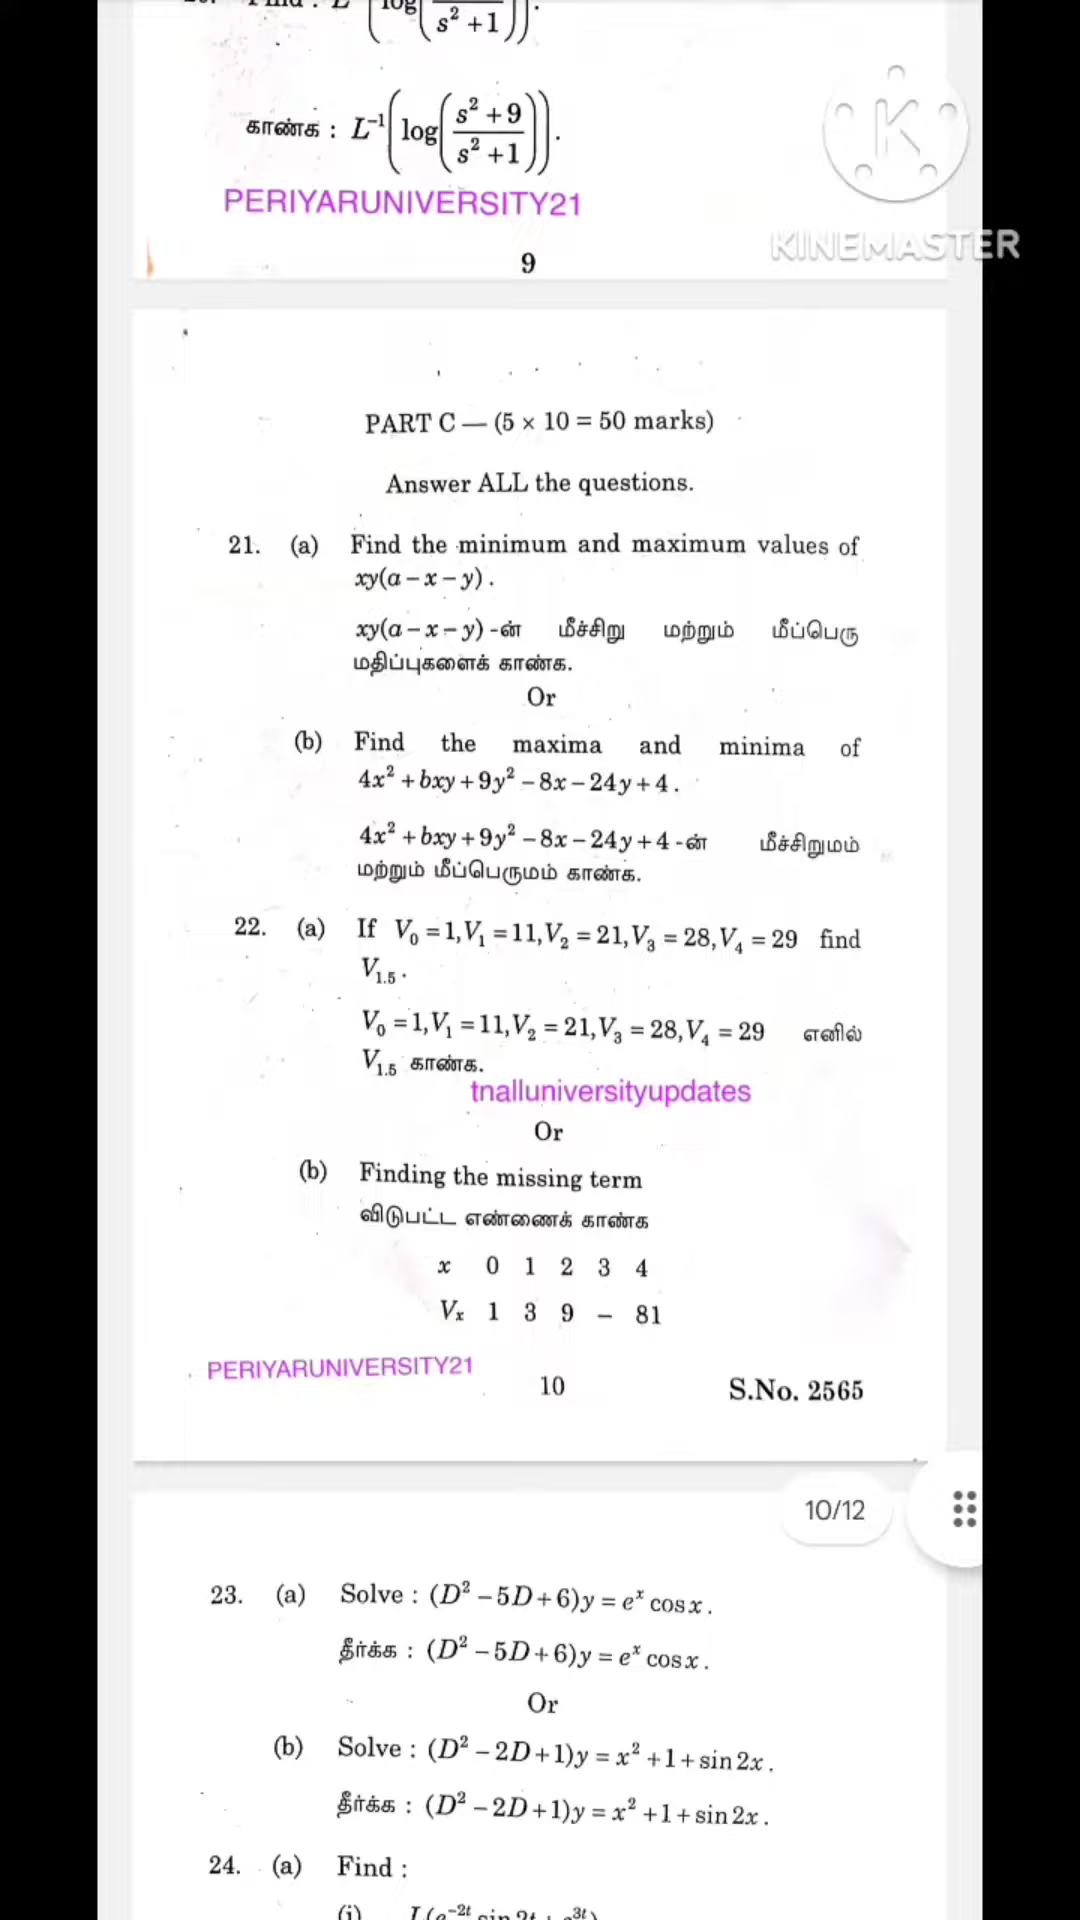 காண்க : L⁻¹(log((s² + 9)/(s² + 1))).
PERIYARUNIVERSITY21
KINEMASTER
9
PART C — (5 × 10 = 50 marks)
Answer ALL the questions.
21. (a) Find the minimum and maximum values of
xy(a – x – y).
xy(a – x – y) -ன் மீச்சிறு மற்றும் மீப்பெரு
மதிப்புகளைக் காண்க.
Or
(b) Find the maxima and minima of
4x² + bxy + 9y² – 8x – 24y + 4.
4x² + bxy + 9y² – 8x – 24y + 4 -ன் மீச்சிறுமம்
மற்றும் மீப்பெருமம் காண்க.
22. (a) If V₀ = 1, V₁ = 11, V₂ = 21, V₃ = 28, V₄ = 29 find
V₁.₅.
V₀ = 1, V₁ = 11, V₂ = 21, V₃ = 28, V₄ = 29 எனில்
V₁.₅ காண்க.
tnalluniversityupdates
Or
(b) Finding the missing term
விடுபட்ட எண்ணைக் காண்க
x 0 1 2 3 4
Vₓ 1 3 9 – 81
PERIYARUNIVERSITY21
10 S.No. 2565
10/12
23. (a) Solve : (D² – 5D + 6)y = eˣ cos x.
தீர்க்க : (D² – 5D + 6)y = eˣ cos x.
Or
(b) Solve : (D² – 2D + 1)y = x² + 1 + sin 2x.
தீர்க்க : (D² – 2D + 1)y = x² + 1 + sin 2x.
24. (a) Find :
(i)